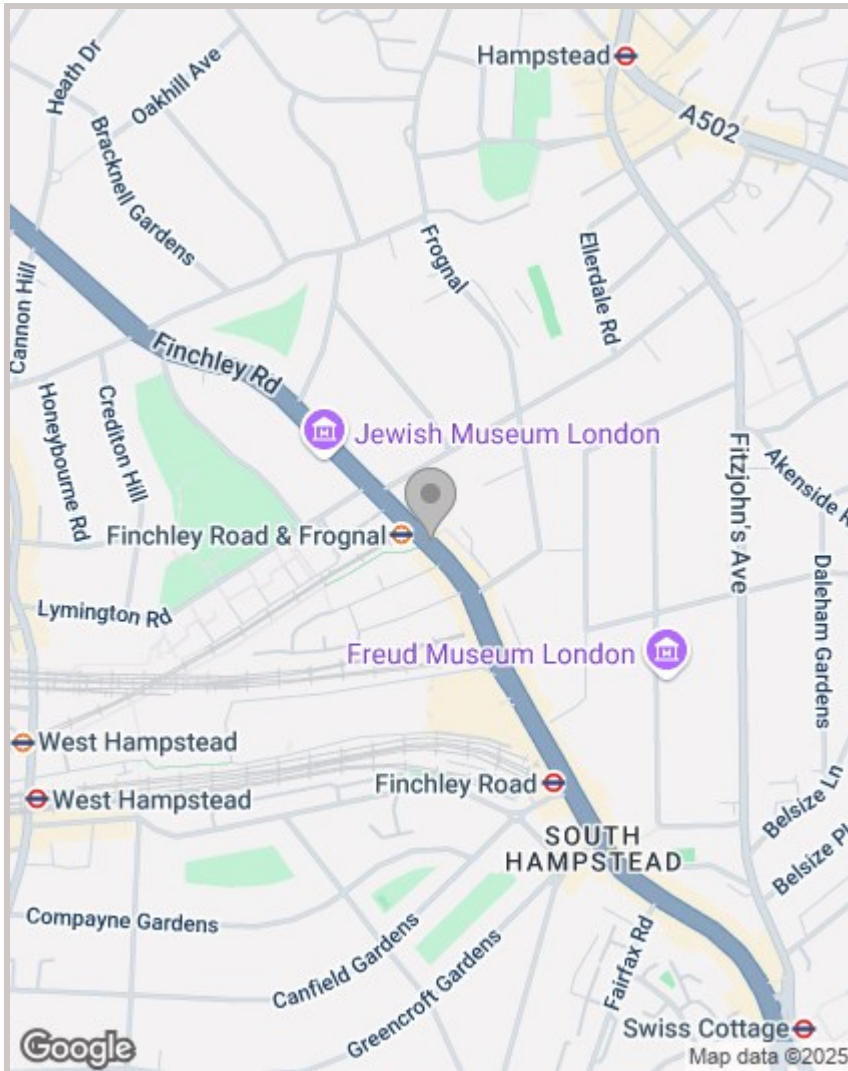 Hampstead
A502
Heath Dr
Oakhill Ave
Bracknell Gardens
Frognal
Ellerdale Rd
Cannon Hill
Finchley Rd
Honeybourne Rd
Crediton Hill
Jewish Museum London
Fitzjohn's Ave
Akenside R
Finchley Road & Frognal
Daleham Gardens
Lymington Rd
Freud Museum London
West Hampstead
West Hampstead
Finchley Road
SOUTH
HAMPSTEAD
Belsize Ln
Belsize Pl
Compayne Gardens
Canfield Gardens
Greencroft Gardens
Fairfax Rd
Swiss Cottage
Google
Map data ©2025